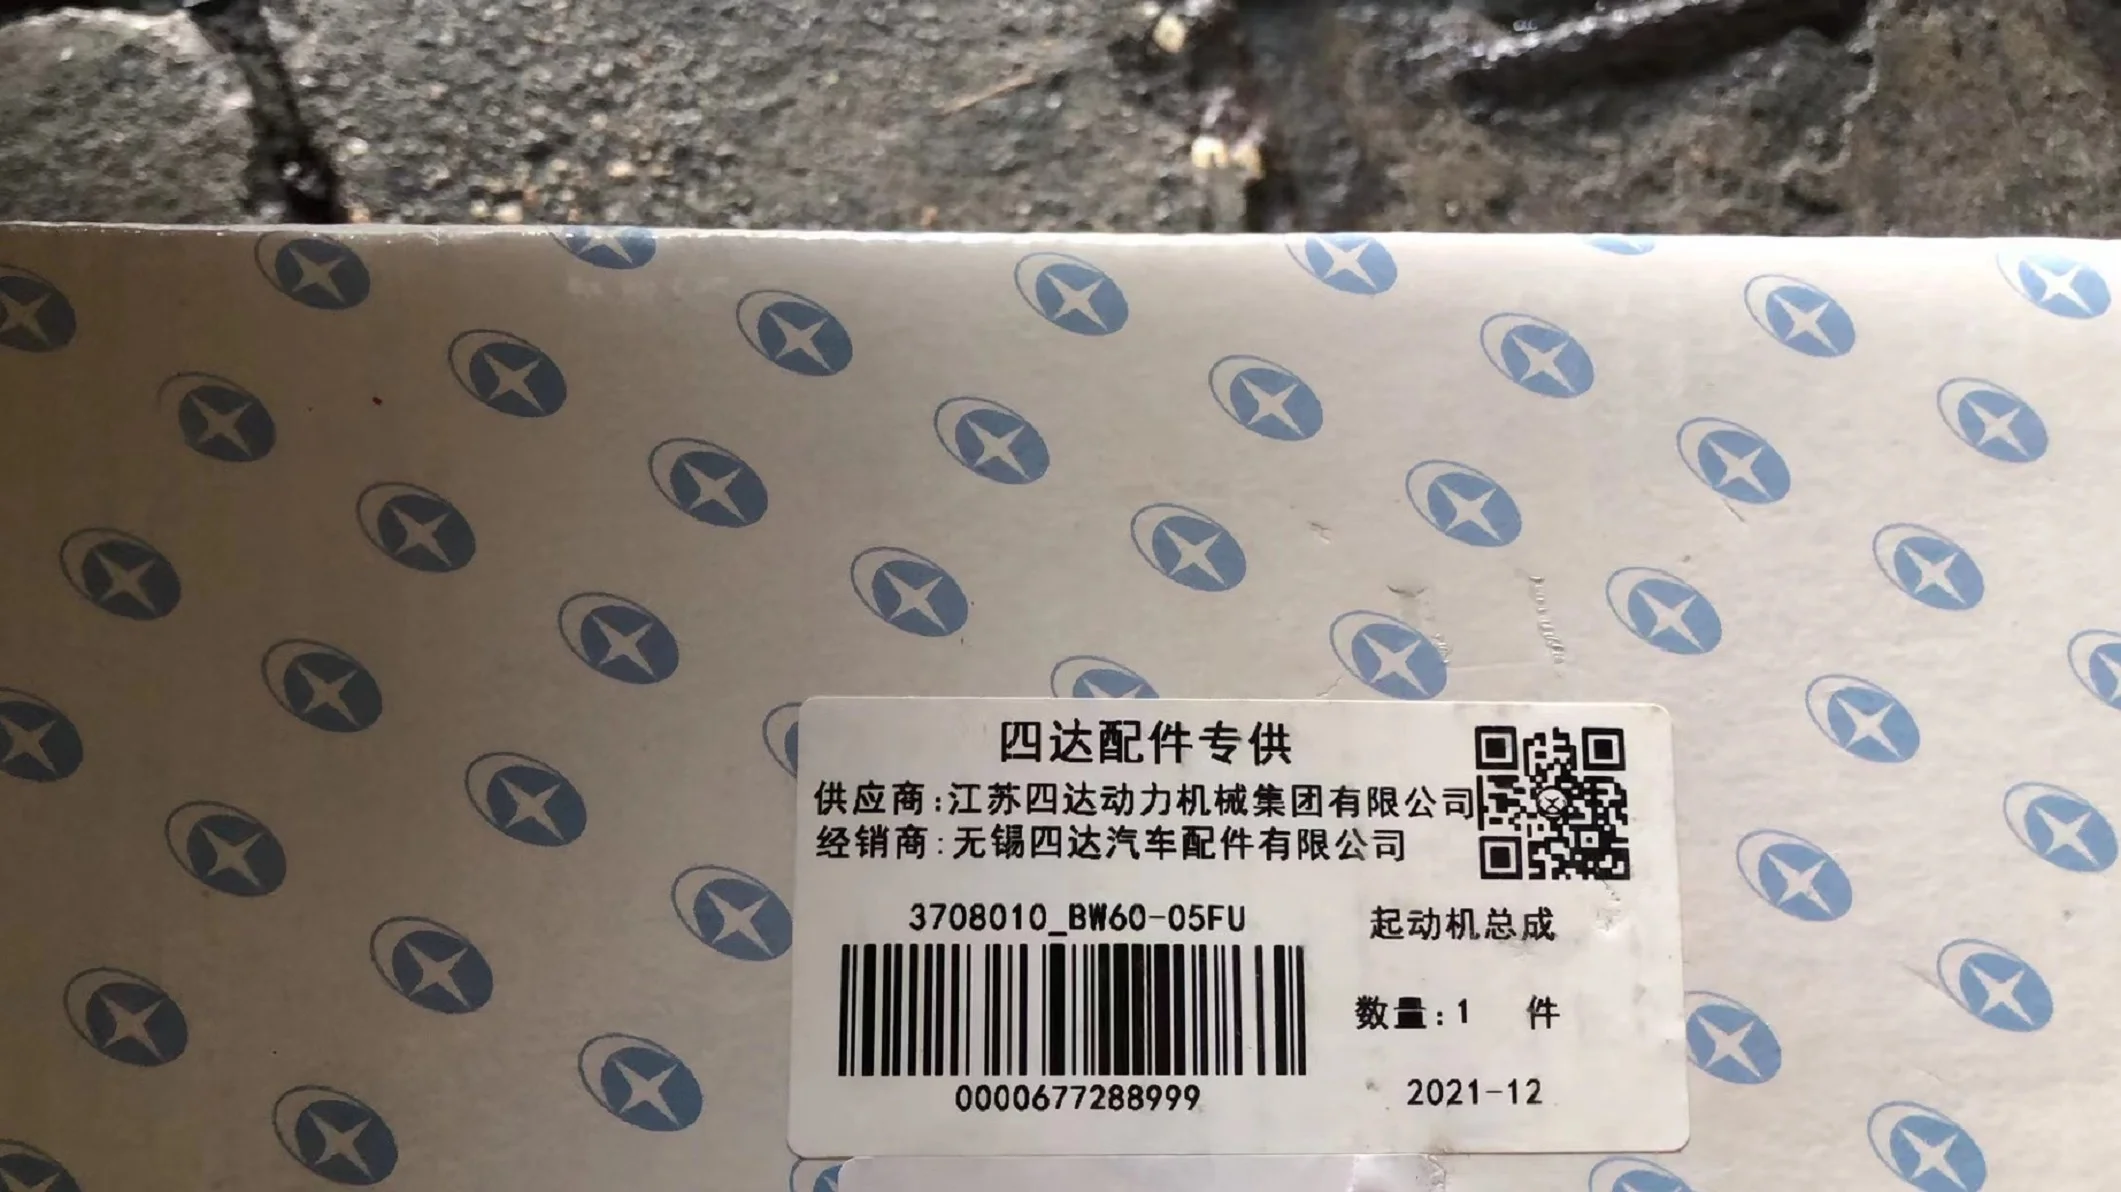 四达配件专供
供应商:江苏四达动力机械集团有限公司
经销商:无锡四达汽车配件有限公司
3708010_BW60-05FU
起动机总成
数量:1 件
0000677288999
2021-12